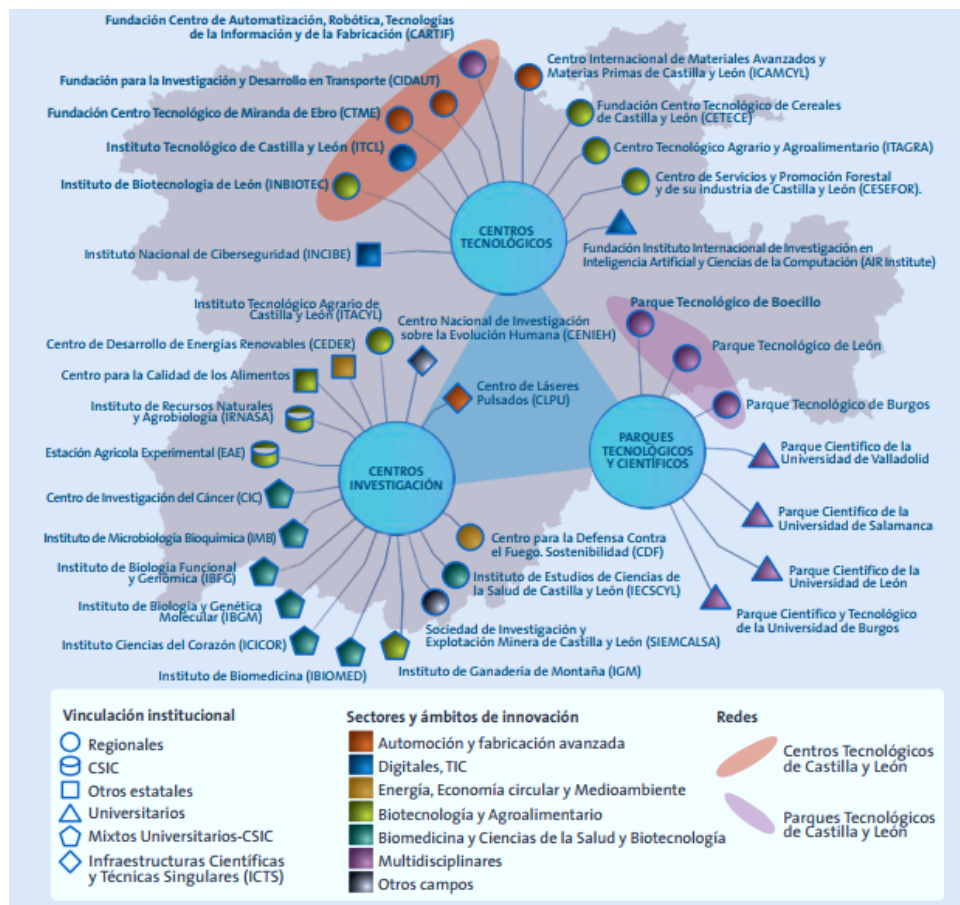 Fundación Centro de Automatización, Robótica, Tecnologías
de la Información y de la Fabricación (CARTIF)
Fundación para la Investigación y Desarrollo en Transporte (CIDAUT)
Fundación Centro Tecnológico de Miranda de Ebro (CTME)
Instituto Tecnológico de Castilla y León (ITCL)
Instituto de Biotecnología de León (INBIOTEC)
Instituto Nacional de Ciberseguridad (INCIBE)
Centro Internacional de Materiales Avanzados y
Materias Primas de Castilla y León (ICAMCYL)
Fundación Centro Tecnológico de Cereales
de Castilla y León (CETECE)
Centro Tecnológico Agrario y Agroalimentario (ITAGRA)
Centro de Servicios y Promoción Forestal
y de su industria de Castilla y León (CESEFOR).
Fundación Instituto Internacional de Investigación en
Inteligencia Artificial y Ciencias de la Computación (AIR Institute)
CENTROS
TECNOLÓGICOS
Instituto Tecnológico Agrario de
Castilla y León (ITACYL)
Centro Nacional de Investigación
sobre la Evolución Humana (CENIEH)
Centro de Desarrollo de Energías Renovables (CEDER)
Centro de Láseres
Pulsados (CLPU)
Centro para la Calidad de los Alimentos
Instituto de Recursos Naturales
y Agrobiología (IRNASA)
Estación Agrícola Experimental (EAE)
Centro de Investigación del Cáncer (CIC)
Instituto de Microbiología Bioquimica (IMB)
Instituto de Biología Funcional
y Genómica (IBFG)
Instituto de Biología y Genética
Molecular (IBGM)
Instituto Ciencias del Corazón (ICICOR)
Instituto de Biomedicina (IBIOMED)
Instituto de Ganadería de Montaña (IGM)
Sociedad de Investigación y
Explotación Minera de Castilla y León (SIEMCALSA)
Instituto de Estudios de Ciencias de
la Salud de Castilla y León (IECSCYL)
Centro para la Defensa Contra
el Fuego. Sostenibilidad (CDF)
CENTROS
INVESTIGACIÓN
Parque Tecnológico de Boecillo
Parque Tecnológico de León
Parque Tecnológico de Burgos
PARQUES
TECNOLÓGICOS
Y CIENTÍFICOS
Parque Científico de la
Universidad de Valladolid
Parque Científico de la
Universidad de Salamanca
Parque Científico de la
Universidad de León
Parque Científico y Tecnológico
de la Universidad de Burgos
Vinculación institucional
Regionales
CSIC
Otros estatales
Universitarios
Mixtos Universitarios-CSIC
Infraestructuras Científicas
y Técnicas Singulares (ICTS)
Sectores y ámbitos de innovación
Automoción y fabricación avanzada
Digitales, TIC
Energía, Economía circular y Medioambiente
Biotecnología y Agroalimentario
Biomedicina y Ciencias de la Salud y Biotecnología
Multidisciplinares
Otros campos
Redes
Centros Tecnológicos
de Castilla y León
Parques Tecnológicos
de Castilla y León